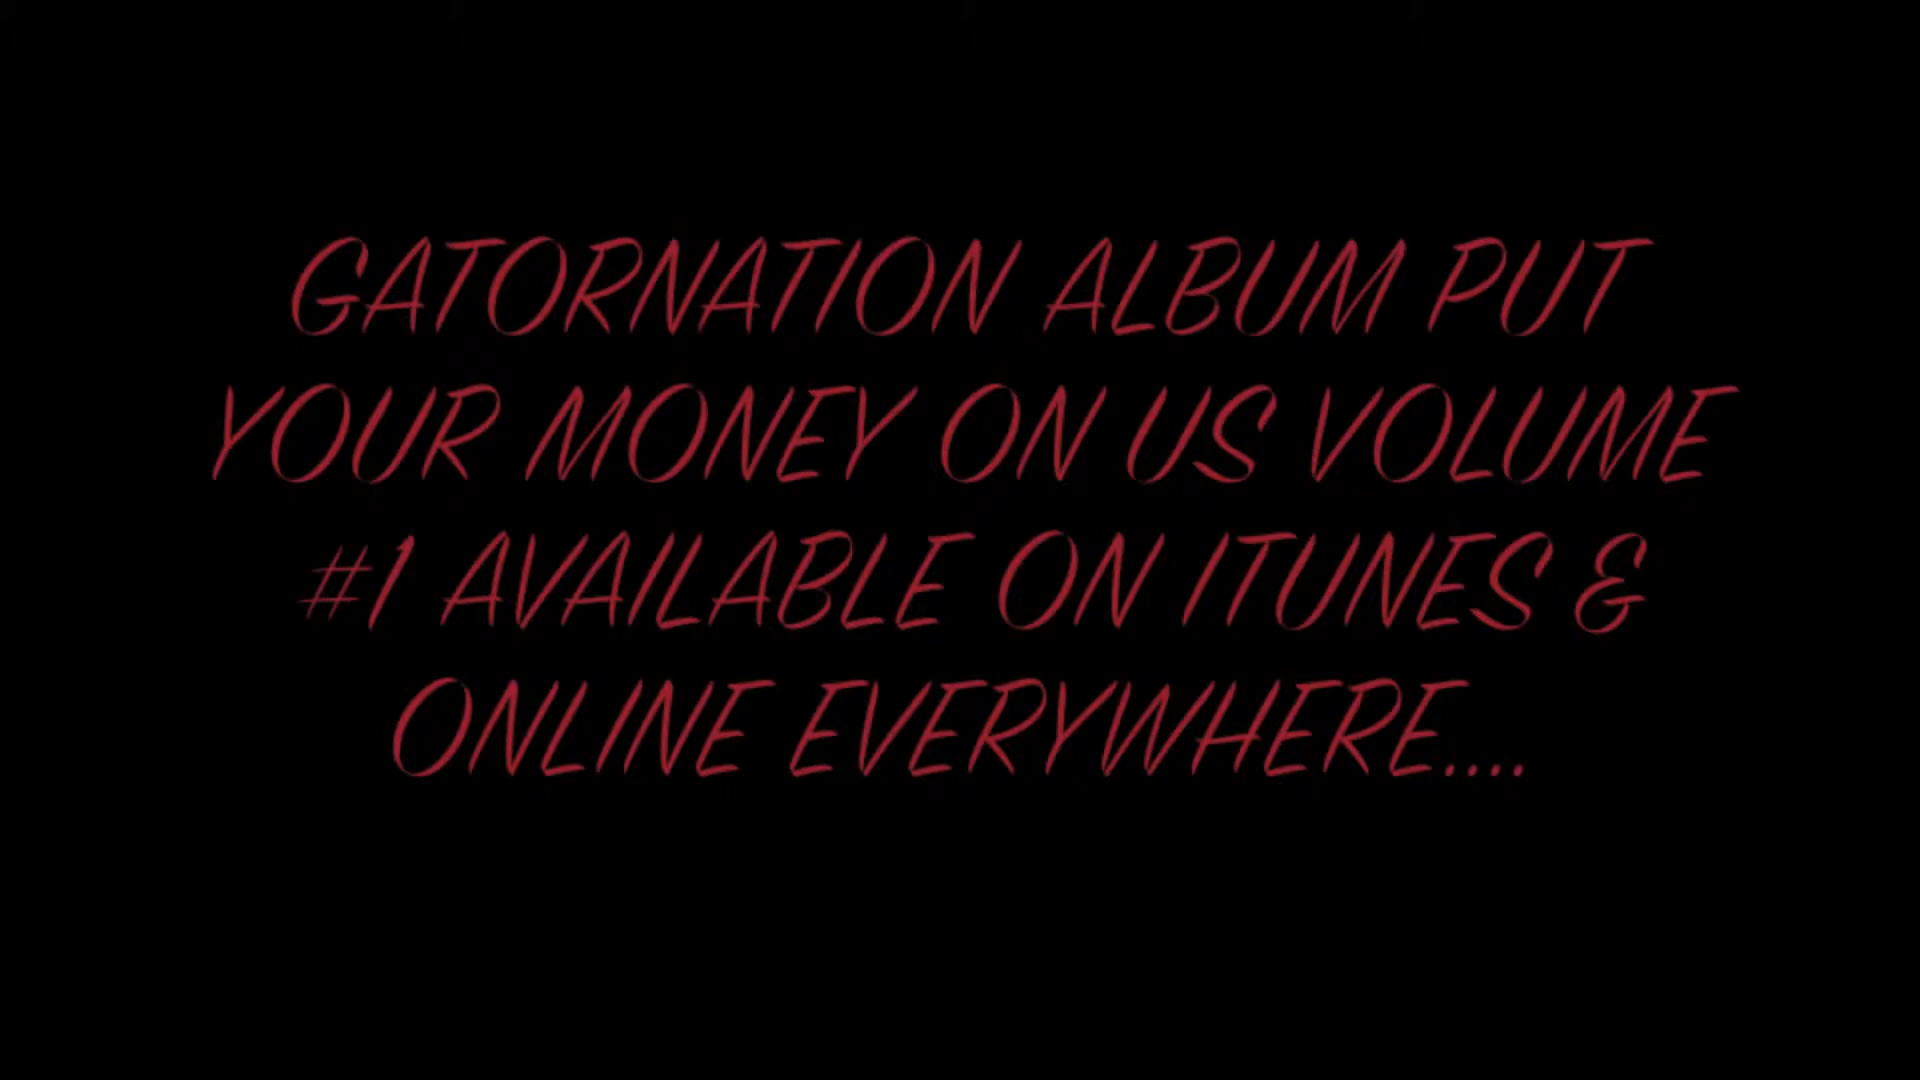 GATORNATION ALBUM PUT
YOUR MONEY ON US VOLUME
#1 AVAILABLE ON ITUNES &
ONLINE EVERYWHERE....